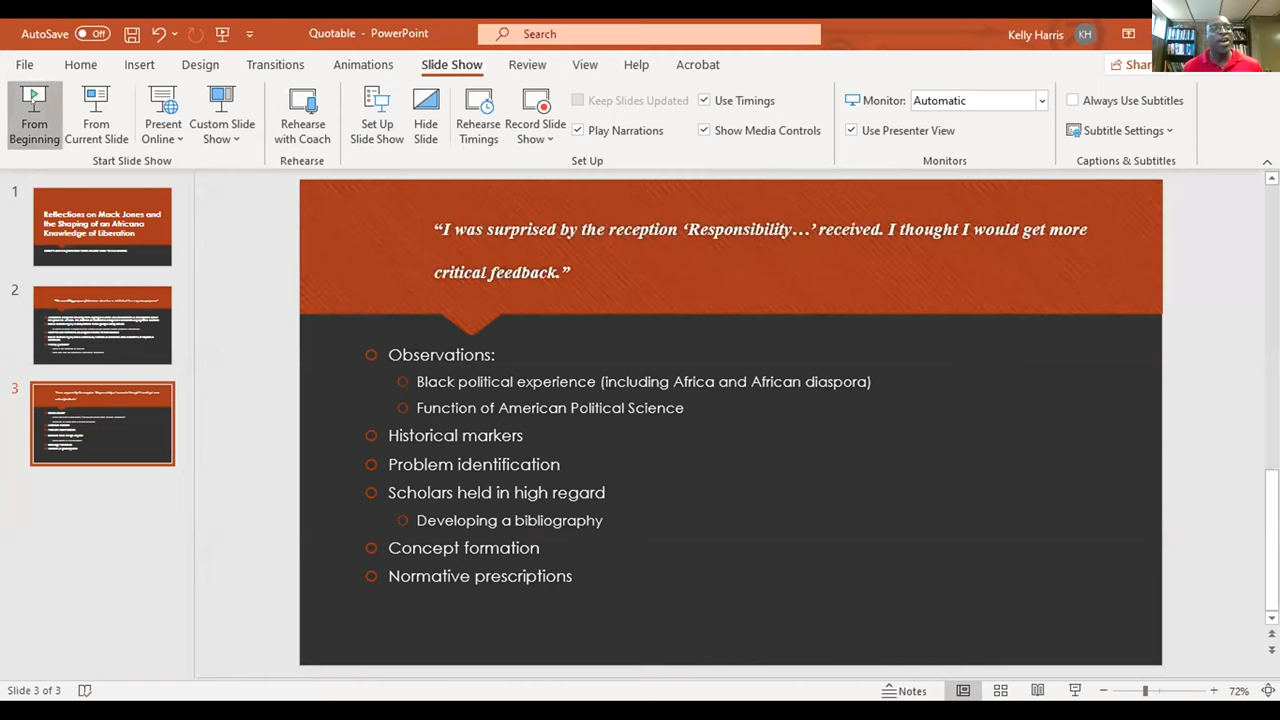 AutoSave Off Quotable - PowerPoint Search Kelly Harris KH
File Home Insert Design Transitions Animations Slide Show Review View Help Acrobat Shar
From Beginning
From Current Slide
Present Online
Custom Slide Show
Start Slide Show
Rehearse with Coach
Rehearse
Set Up Slide Show
Hide Slide
Rehearse Timings
Record Slide Show
Keep Slides Updated
Play Narrations
Use Timings
Show Media Controls
Set Up
Monitor: Automatic
Use Presenter View
Monitors
Always Use Subtitles
Subtitle Settings
Captions & Subtitles
1
Reflections on Mack Jones and
the Shaping of an Africana
Knowledge of Liberation
2
3
“I was surprised by the reception ‘Responsibility…’ received. I thought I would get more
critical feedback.”
Observations:
Black political experience (including Africa and African diaspora)
Function of American Political Science
Historical markers
Problem identification
Scholars held in high regard
Developing a bibliography
Concept formation
Normative prescriptions
Slide 3 of 3 Notes 72%